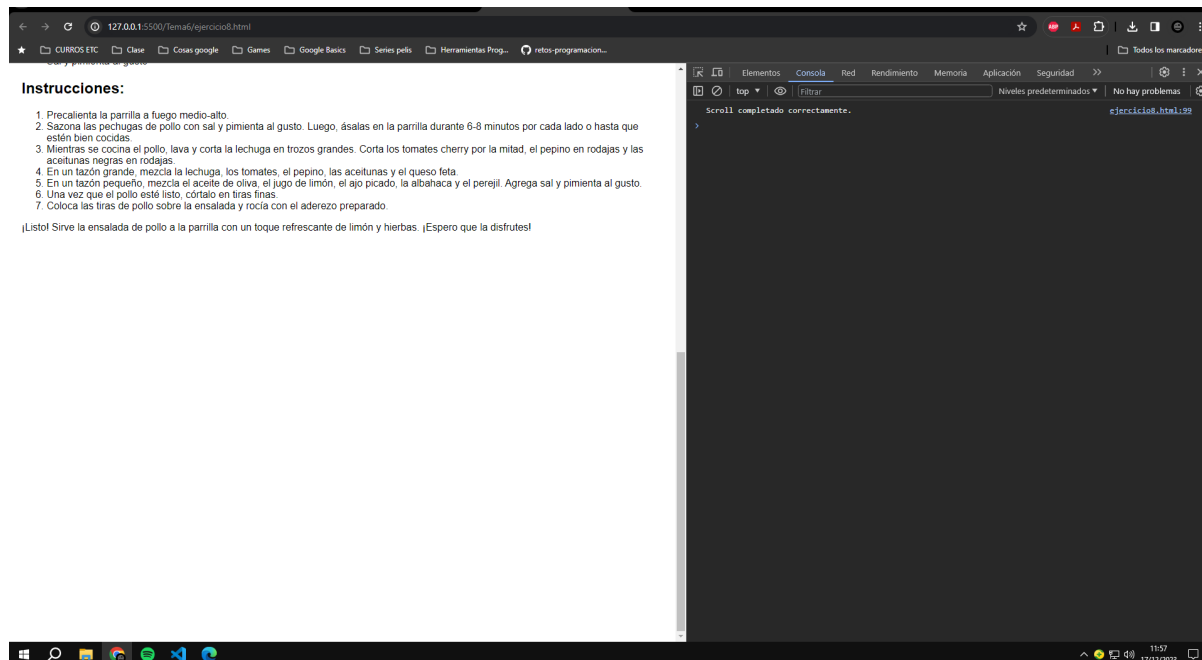 127.0.0.1:5500/Tema6/ejercicio8.html
CURROS ETC Clase Cosas google Games Google Basics Series pelis Herramientas Prog... retos-programacion... Todos los marcadores
Sal y pimienta al gusto
Instrucciones:
1. Precalienta la parrilla a fuego medio-alto.
2. Sazona las pechugas de pollo con sal y pimienta al gusto. Luego, ásalas en la parrilla durante 6-8 minutos por cada lado o hasta que
estén bien cocidas.
3. Mientras se cocina el pollo, lava y corta la lechuga en trozos grandes. Corta los tomates cherry por la mitad, el pepino en rodajas y las
aceitunas negras en rodajas.
4. En un tazón grande, mezcla la lechuga, los tomates, el pepino, las aceitunas y el queso feta.
5. En un tazón pequeño, mezcla el aceite de oliva, el jugo de limón, el ajo picado, la albahaca y el perejil. Agrega sal y pimienta al gusto.
6. Una vez que el pollo esté listo, córtalo en tiras finas.
7. Coloca las tiras de pollo sobre la ensalada y rocía con el aderezo preparado.
¡Listo! Sirve la ensalada de pollo a la parrilla con un toque refrescante de limón y hierbas. ¡Espero que la disfrutes!
Elementos Consola Red Rendimiento Memoria Aplicación Seguridad
top Filtrar Niveles predeterminados No hay problemas
Scroll completado correctamente. ejercicio8.html:99
ABP
11:57
17/12/2023